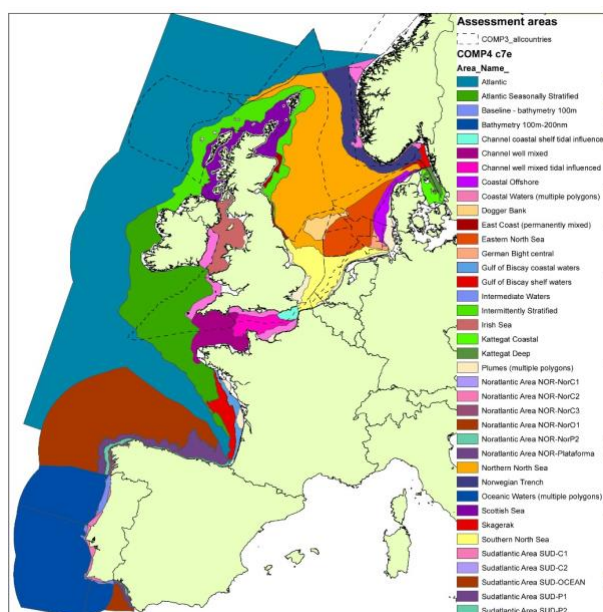 Assessment areas
COMP3_allcountries
COMP4 c7e
Area_Name_
Atlantic
Atlantic Seasonally Stratified
Baseline - bathymetry 100m
Bathymetry 100m-200nm
Channel coastal shelf tidal influence
Channel well mixed
Channel well mixed tidal influenced
Coastal Offshore
Coastal Waters (multiple polygons)
Dogger Bank
East Coast (permanently mixed)
Eastern North Sea
German Bight central
Gulf of Biscay coastal waters
Gulf of Biscay shelf waters
Intermediate Waters
Intermittently Stratified
Irish Sea
Kattegat Coastal
Kattegat Deep
Plumes (multiple polygons)
Noratlantic Area NOR-NorC1
Noratlantic Area NOR-NorC2
Noratlantic Area NOR-NorC3
Noratlantic Area NOR-NorO1
Noratlantic Area NOR-NorP2
Noratlantic Area NOR-Plataforma
Northern North Sea
Norwegian Trench
Oceanic Waters (multiple polygons)
Scottish Sea
Skagerak
Southern North Sea
Sudatlantic Area SUD-C1
Sudatlantic Area SUD-C2
Sudatlantic Area SUD-OCEAN
Sudatlantic Area SUD-P1
Sudatlantic Area SUD-P2